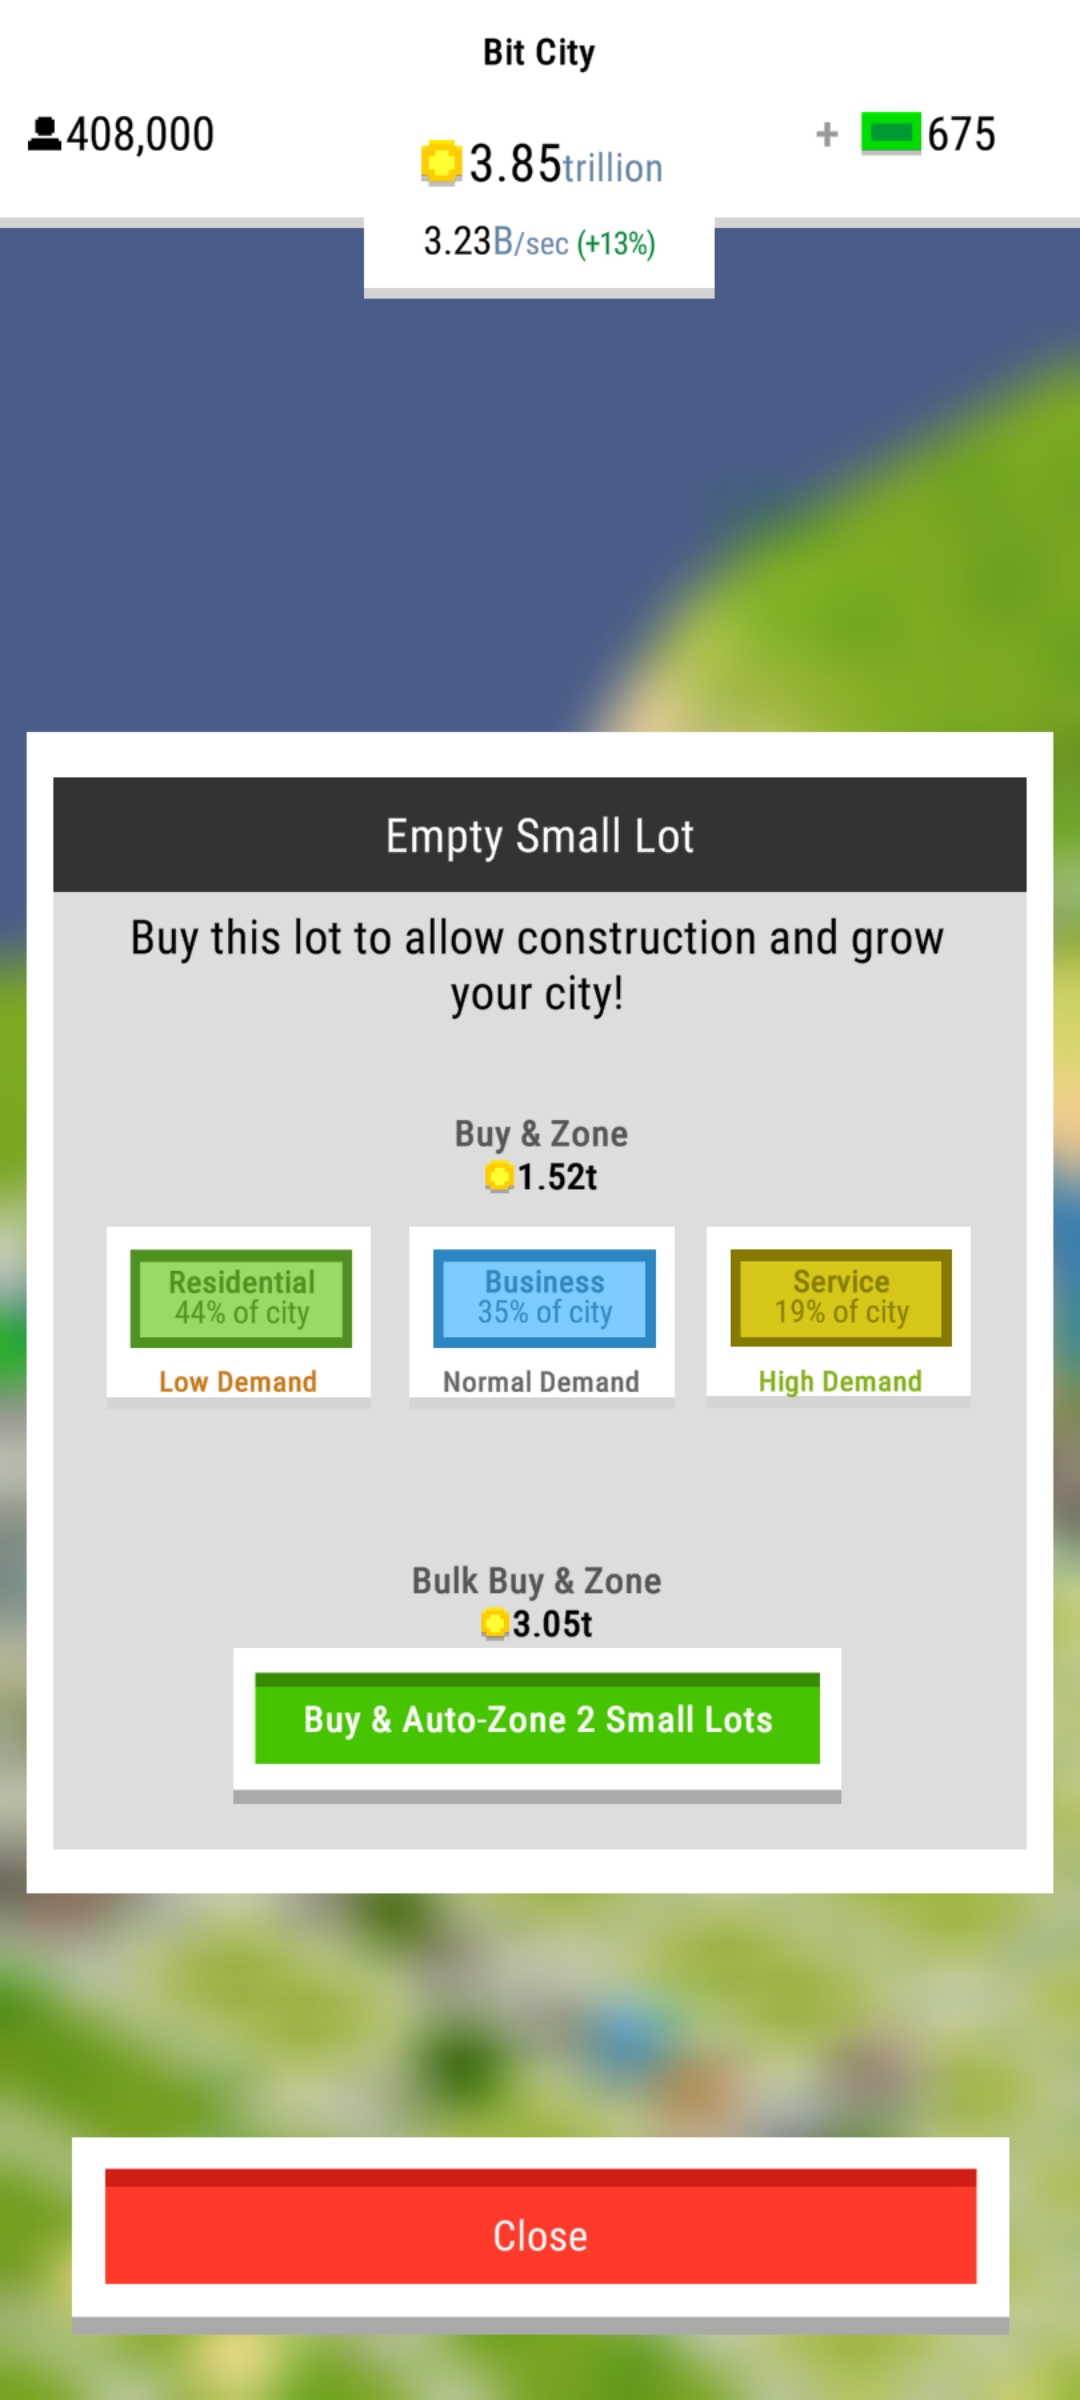 Bit City
408,000
3.85trillion
+ 675
3.23B/sec (+13%)
Empty Small Lot
Buy this lot to allow construction and grow
your city!
Buy & Zone
1.52t
Residential
44% of city
Low Demand
Business
35% of city
Normal Demand
Service
19% of city
High Demand
Bulk Buy & Zone
3.05t
Buy & Auto-Zone 2 Small Lots
Close